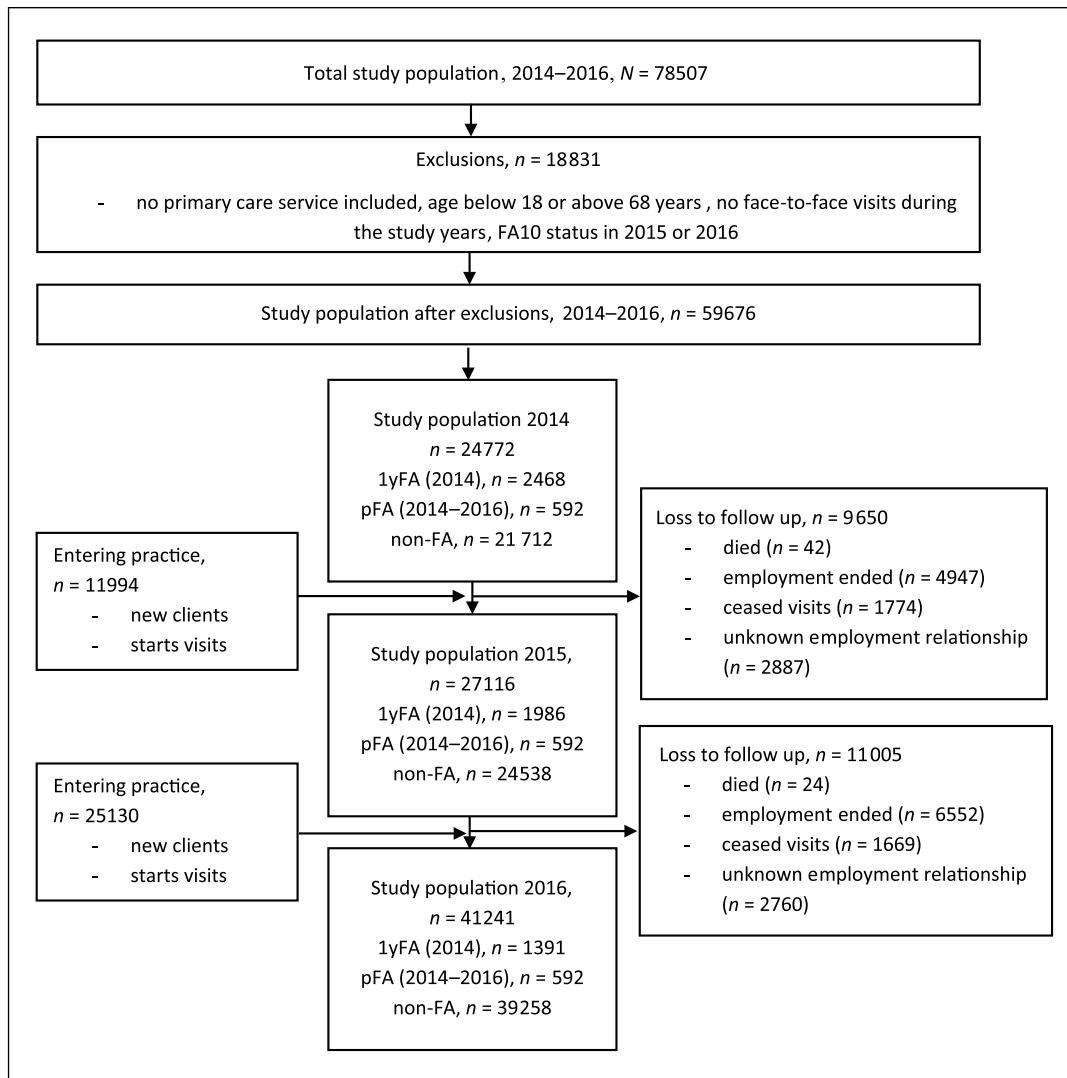 Total study population, 2014–2016, N = 78507
Exclusions, n = 18831
- no primary care service included, age below 18 or above 68 years , no face-to-face visits during
the study years, FA10 status in 2015 or 2016
Study population after exclusions, 2014–2016, n = 59676
Study population 2014
n = 24772
1yFA (2014), n = 2468
pFA (2014–2016), n = 592
non-FA, n = 21 712
Loss to follow up, n = 9650
- died (n = 42)
- employment ended (n = 4947)
- ceased visits (n = 1774)
- unknown employment relationship
(n = 2887)
Entering practice,
n = 11994
- new clients
- starts visits
Study population 2015,
n = 27116
1yFA (2014), n = 1986
pFA (2014–2016), n = 592
non-FA, n = 24538
Loss to follow up, n = 11005
- died (n = 24)
- employment ended (n = 6552)
- ceased visits (n = 1669)
- unknown employment relationship
(n = 2760)
Entering practice,
n = 25130
- new clients
- starts visits
Study population 2016,
n = 41241
1yFA (2014), n = 1391
pFA (2014–2016), n = 592
non-FA, n = 39258